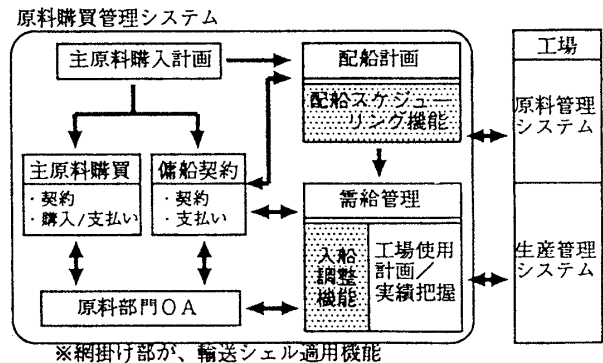 原料購買管理システム
主原料購入計画
配船計画
配船スケジュー
リング機能
工場
原料管理
システム
主原料購買
・契約
・購入/支払い
傭船契約
・契約
・支払い
需給管理
入船
調整
機能
工場使用
計画/
実績把握
生産管理
システム
原料部門OA
※網掛け部が、輸送シェル適用機能